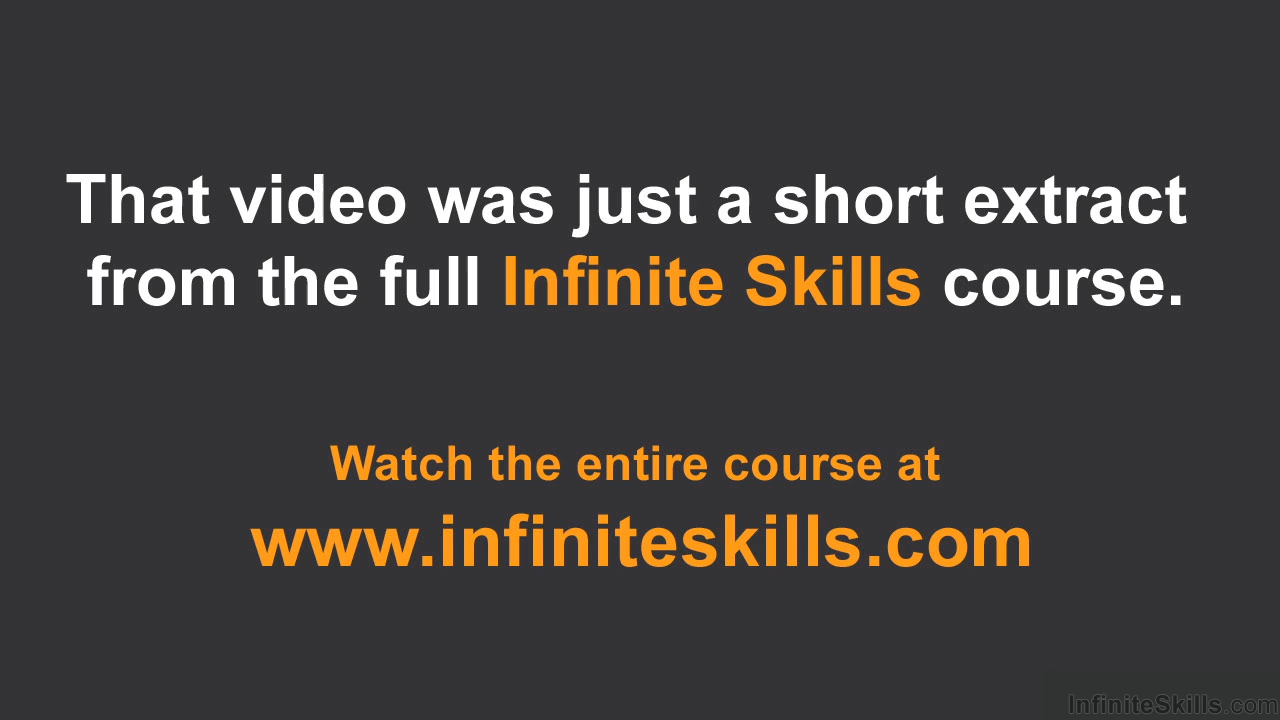 That video was just a short extract
from the full Infinite Skills course.
Watch the entire course at
www.infiniteskills.com
InfiniteSkills.com